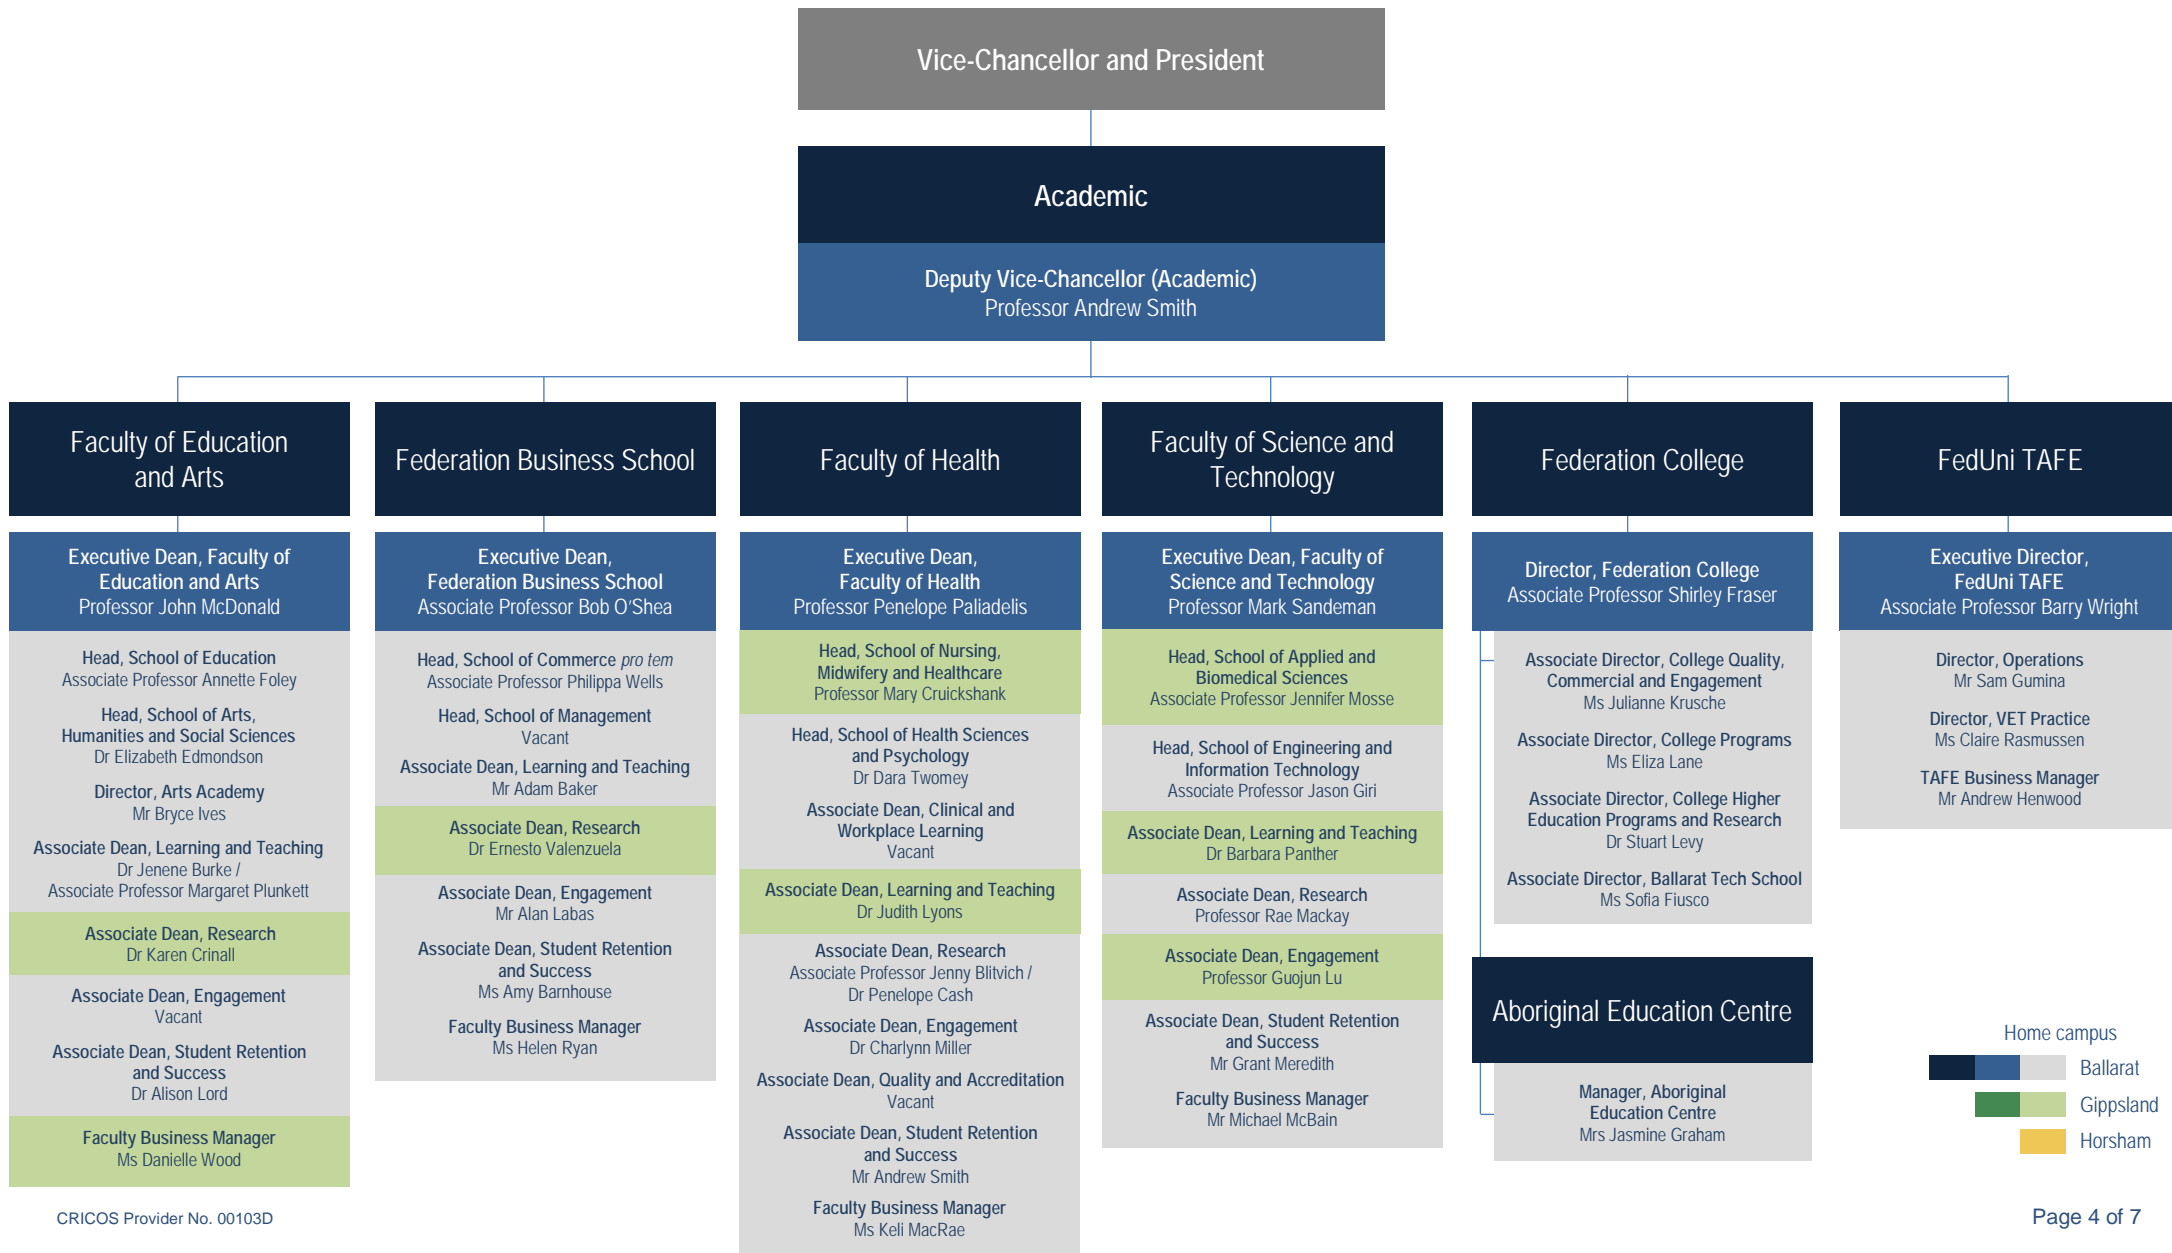 Vice-Chancellor and President
Academic
Deputy Vice-Chancellor (Academic)
Professor Andrew Smith
Faculty of Education
and Arts
Executive Dean, Faculty of
Education and Arts
Professor John McDonald
Head, School of Education
Associate Professor Annette Foley
Head, School of Arts,
Humanities and Social Sciences
Dr Elizabeth Edmondson
Director, Arts Academy
Mr Bryce Ives
Associate Dean, Learning and Teaching
Dr Jenene Burke /
Associate Professor Margaret Plunkett
Associate Dean, Research
Dr Karen Crinall
Associate Dean, Engagement
Vacant
Associate Dean, Student Retention
and Success
Dr Alison Lord
Faculty Business Manager
Ms Danielle Wood
Federation Business School
Executive Dean,
Federation Business School
Associate Professor Bob O'Shea
Head, School of Commerce pro tem
Associate Professor Philippa Wells
Head, School of Management
Vacant
Associate Dean, Learning and Teaching
Mr Adam Baker
Associate Dean, Research
Dr Ernesto Valenzuela
Associate Dean, Engagement
Mr Alan Labas
Associate Dean, Student Retention
and Success
Ms Amy Barnhouse
Faculty Business Manager
Ms Helen Ryan
Faculty of Health
Executive Dean,
Faculty of Health
Professor Penelope Paliadelis
Head, School of Nursing,
Midwifery and Healthcare
Professor Mary Cruickshank
Head, School of Health Sciences
and Psychology
Dr Dara Twomey
Associate Dean, Clinical and
Workplace Learning
Vacant
Associate Dean, Learning and Teaching
Dr Judith Lyons
Associate Dean, Research
Associate Professor Jenny Blitvich /
Dr Penelope Cash
Associate Dean, Engagement
Dr Charlynn Miller
Associate Dean, Quality and Accreditation
Vacant
Associate Dean, Student Retention
and Success
Mr Andrew Smith
Faculty Business Manager
Ms Keli MacRae
Faculty of Science and
Technology
Executive Dean, Faculty of
Science and Technology
Professor Mark Sandeman
Head, School of Applied and
Biomedical Sciences
Associate Professor Jennifer Mosse
Head, School of Engineering and
Information Technology
Associate Professor Jason Giri
Associate Dean, Learning and Teaching
Dr Barbara Panther
Associate Dean, Research
Professor Rae Mackay
Associate Dean, Engagement
Professor Guojun Lu
Associate Dean, Student Retention
and Success
Mr Grant Meredith
Faculty Business Manager
Mr Michael McBain
Federation College
Director, Federation College
Associate Professor Shirley Fraser
Associate Director, College Quality,
Commercial and Engagement
Ms Julianne Krusche
Associate Director, College Programs
Ms Eliza Lane
Associate Director, College Higher
Education Programs and Research
Dr Stuart Levy
Associate Director, Ballarat Tech School
Ms Sofia Fiusco
Aboriginal Education Centre
Manager, Aboriginal
Education Centre
Mrs Jasmine Graham
FedUni TAFE
Executive Director,
FedUni TAFE
Associate Professor Barry Wright
Director, Operations
Mr Sam Gumina
Director, VET Practice
Ms Claire Rasmussen
TAFE Business Manager
Mr Andrew Henwood
Home campus
Ballarat
Gippsland
Horsham
CRICOS Provider No. 00103D
Page 4 of 7